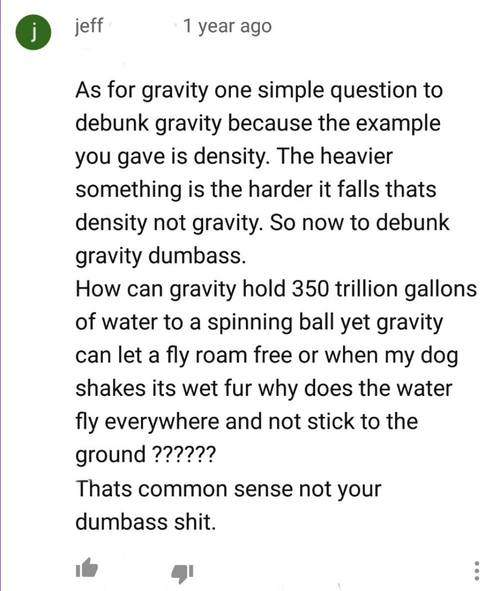 j
jeff
1 year ago
As for gravity one simple question to
debunk gravity because the example
you gave is density. The heavier
something is the harder it falls thats
density not gravity. So now to debunk
gravity dumbass.
How can gravity hold 350 trillion gallons
of water to a spinning ball yet gravity
can let a fly roam free or when my dog
shakes its wet fur why does the water
fly everywhere and not stick to the
ground ??????
Thats common sense not your
dumbass shit.